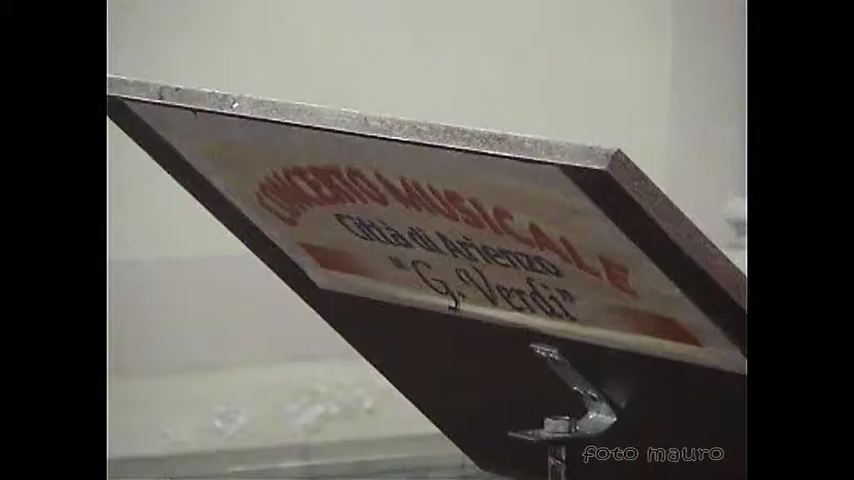 CONCERTO MUSICALE
Città di Arienzo
"G. Verdi"
foto mauro